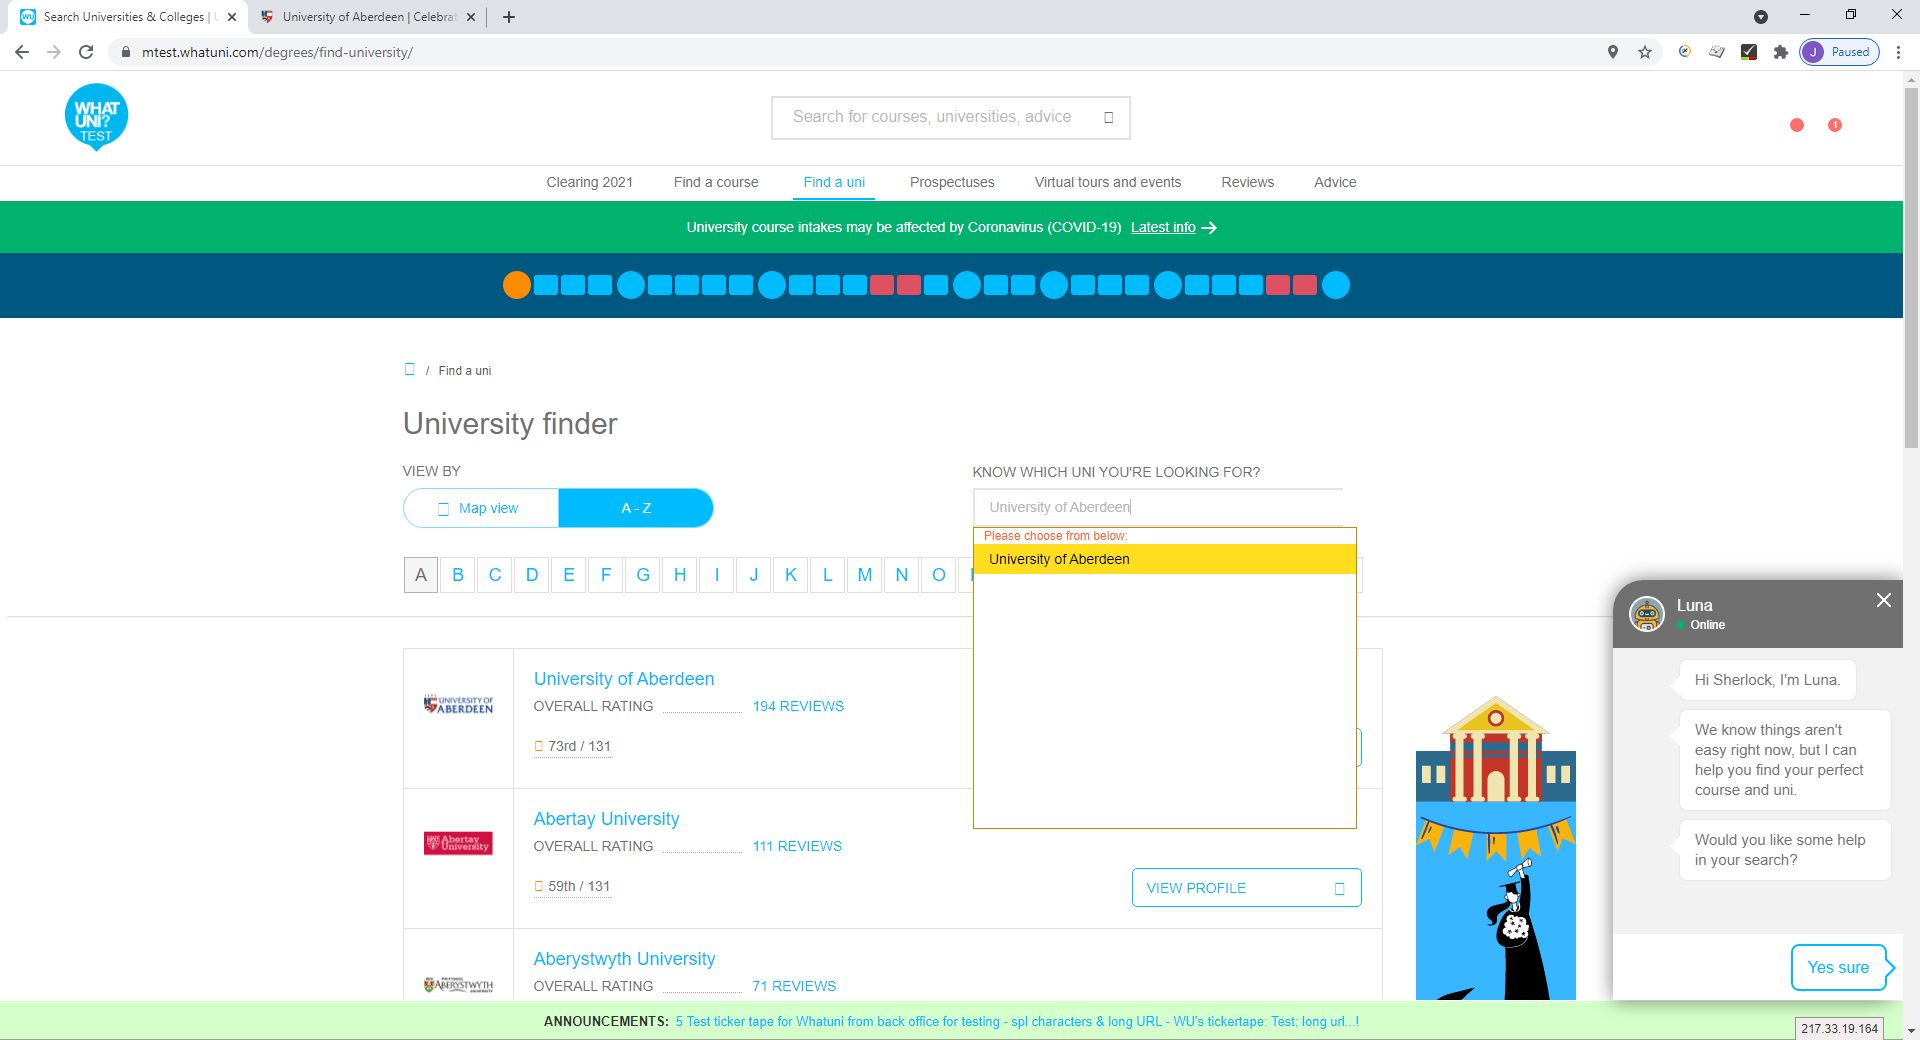 Search Universities & Colleges |
University of Aberdeen | Celebrat
mtest.whatuni.com/degrees/find-university/
J Paused
WHAT
UNI?
TEST
Search for courses, universities, advice
1
Clearing 2021 Find a course Find a uni Prospectuses Virtual tours and events Reviews Advice
University course intakes may be affected by Coronavirus (COVID-19) Latest info
/ Find a uni
University finder
VIEW BY
Map view A - Z
KNOW WHICH UNI YOU'RE LOOKING FOR?
University of Aberdeen
Please choose from below:
University of Aberdeen
A B C D E F G H I J K L M N O
UNIVERSITY OF
ABERDEEN
University of Aberdeen
OVERALL RATING 194 REVIEWS
73rd / 131
Abertay
University
Abertay University
OVERALL RATING 111 REVIEWS
59th / 131
VIEW PROFILE
ABERYSTWYTH
Aberystwyth University
OVERALL RATING 71 REVIEWS
Luna
Online
Hi Sherlock, I'm Luna.
We know things aren't
easy right now, but I can
help you find your perfect
course and uni.
Would you like some help
in your search?
Yes sure
ANNOUNCEMENTS: 5 Test ticker tape for Whatuni from back office for testing - spl characters & long URL - WU's tickertape: Test; long url...!
217.33.19.164